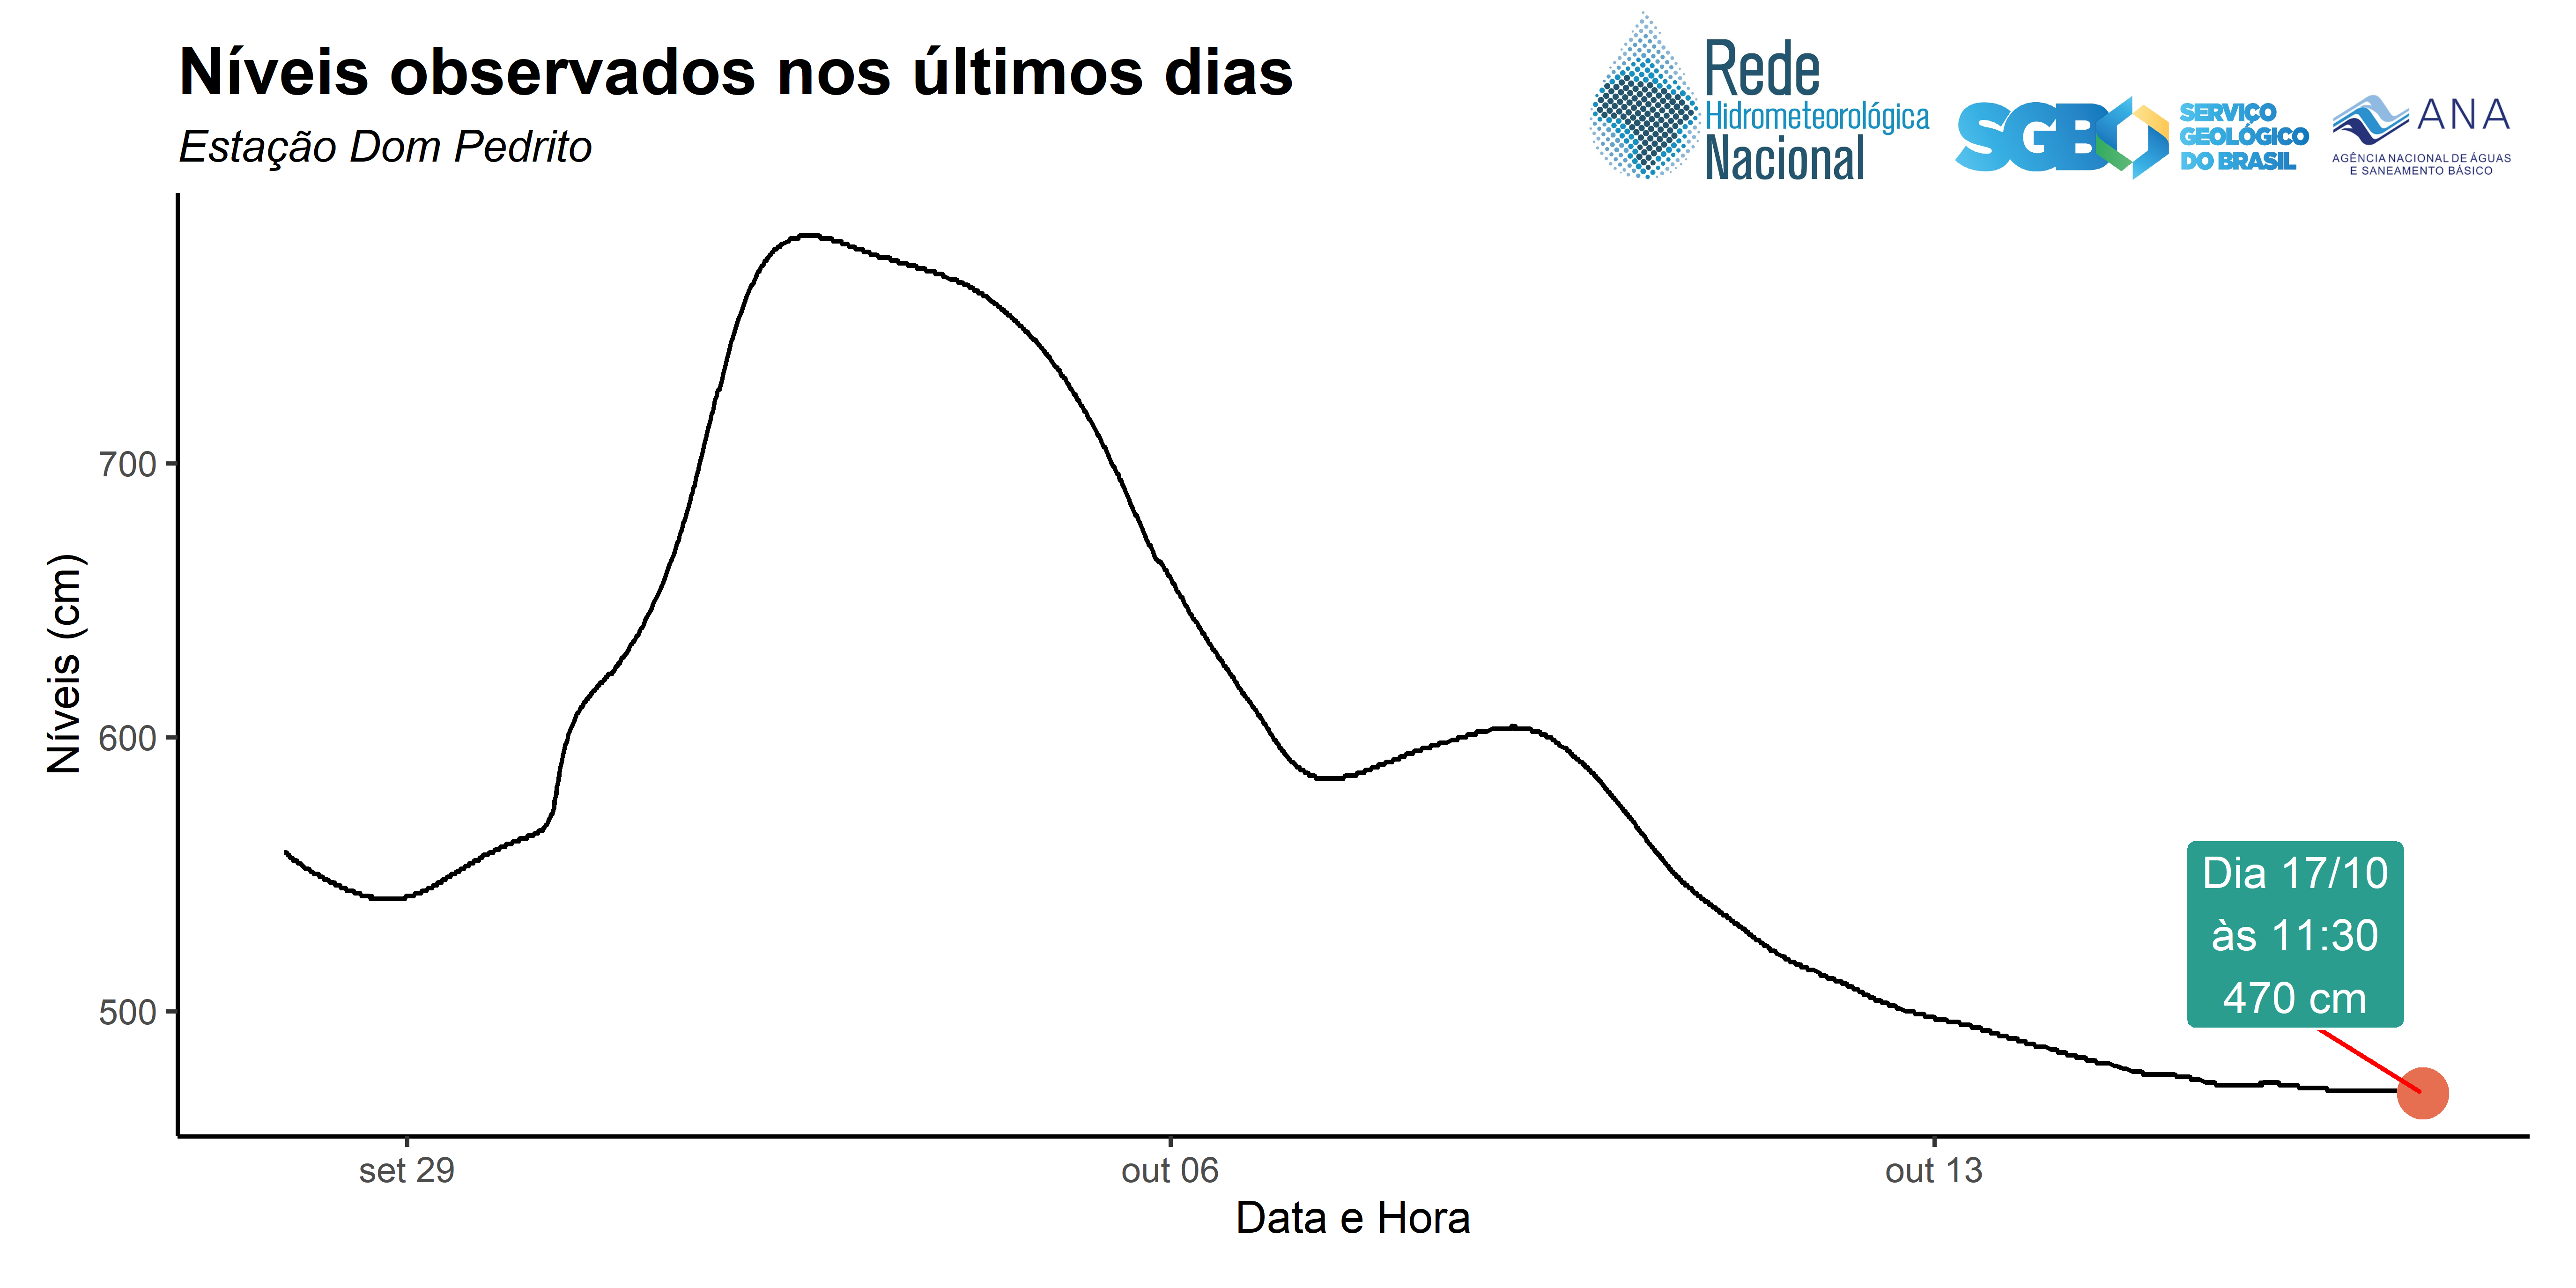 Níveis observados nos últimos dias
Estação Dom Pedrito
Rede
Hidrometeorológica
Nacional
SGB
SERVIÇO
GEOLÓGICO
DO BRASIL
ANA
AGÊNCIA NACIONAL DE ÁGUAS
E SANEAMENTO BÁSICO
Níveis (cm)
700
600
500
Dia 17/10
às 11:30
470 cm
set 29
out 06
out 13
Data e Hora